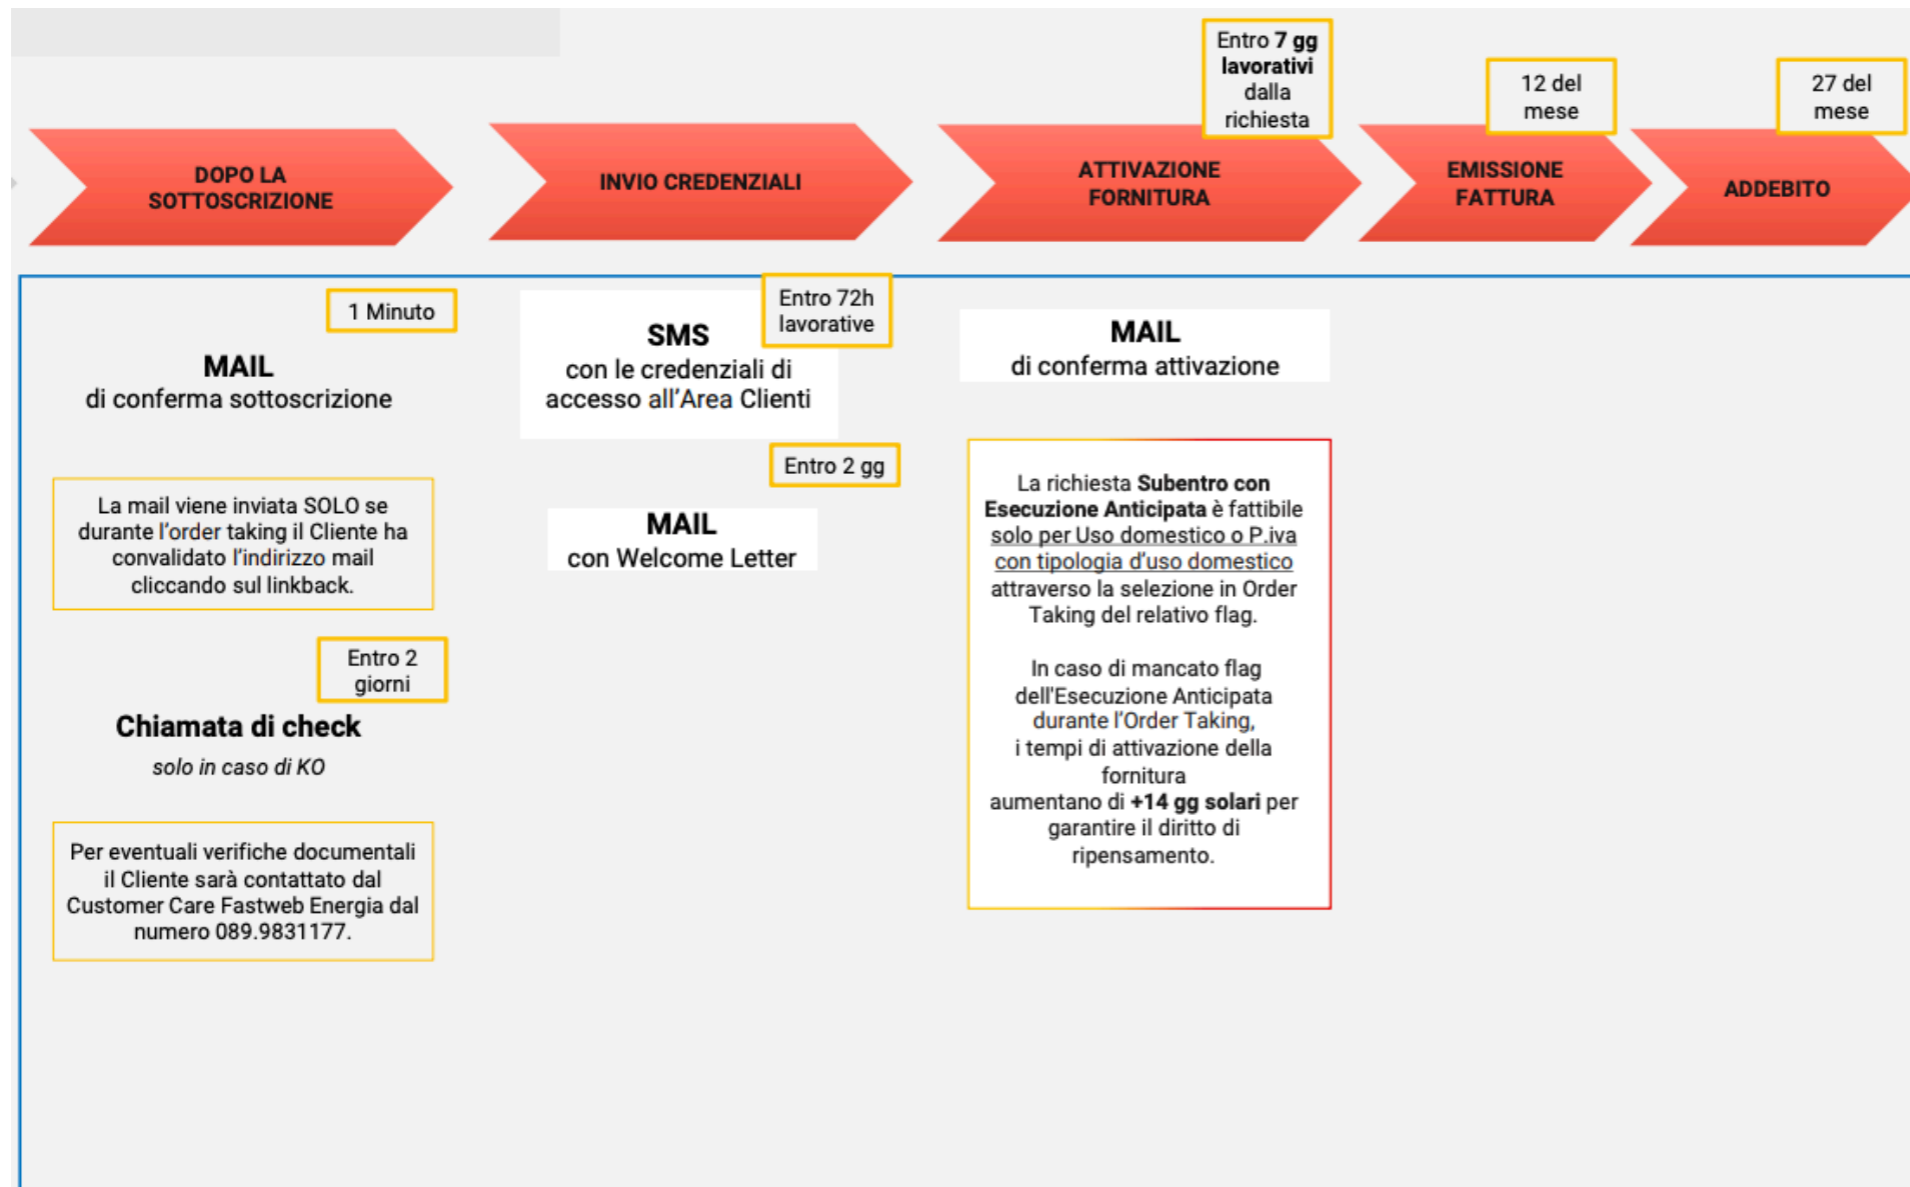 DOPO LA
SOTTOSCRIZIONE
INVIO CREDENZIALI
Entro 7 gg
lavorativi
dalla
richiesta
ATTIVAZIONE
FORNITURA
12 del
mese
EMISSIONE
FATTURA
27 del
mese
ADDEBITO
1 Minuto
MAIL
di conferma sottoscrizione
La mail viene inviata SOLO se
durante l'order taking il Cliente ha
convalidato l'indirizzo mail
cliccando sul linkback.
Entro 2
giorni
Chiamata di check
solo in caso di KO
Per eventuali verifiche documentali
il Cliente sarà contattato dal
Customer Care Fastweb Energia dal
numero 089.9831177.
Entro 72h
lavorative
SMS
con le credenziali di
accesso all'Area Clienti
Entro 2 gg
MAIL
con Welcome Letter
MAIL
di conferma attivazione
La richiesta Subentro con
Esecuzione Anticipata è fattibile
solo per Uso domestico o P.iva
con tipologia d'uso domestico
attraverso la selezione in Order
Taking del relativo flag.
In caso di mancato flag
dell'Esecuzione Anticipata
durante l'Order Taking,
i tempi di attivazione della
fornitura
aumentano di +14 gg solari per
garantire il diritto di
ripensamento.